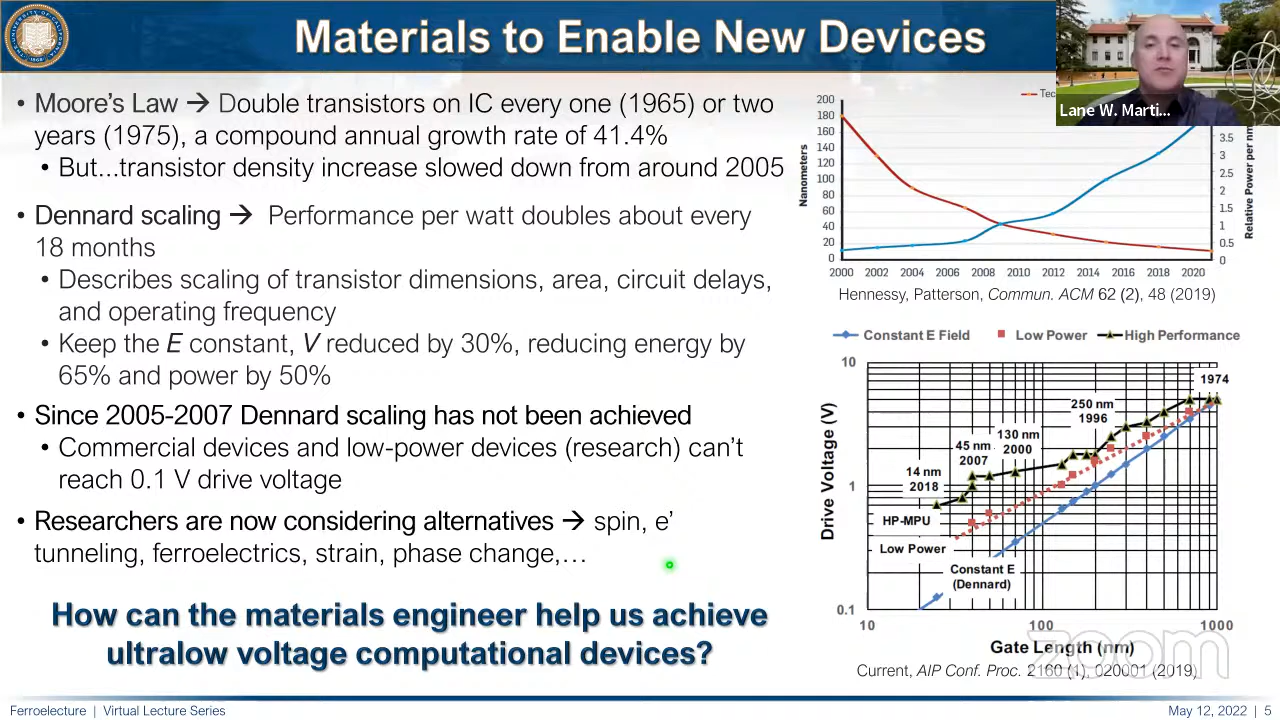 Materials to Enable New Devices
Lane W. Marti...
• Moore's Law → Double transistors on IC every one (1965) or two
years (1975), a compound annual growth rate of 41.4%
• But...transistor density increase slowed down from around 2005
• Dennard scaling → Performance per watt doubles about every
18 months
• Describes scaling of transistor dimensions, area, circuit delays,
and operating frequency
• Keep the E constant, V reduced by 30%, reducing energy by
65% and power by 50%
• Since 2005-2007 Dennard scaling has not been achieved
• Commercial devices and low-power devices (research) can't
reach 0.1 V drive voltage
• Researchers are now considering alternatives → spin, e'
tunneling, ferroelectrics, strain, phase change,...
How can the materials engineer help us achieve
ultralow voltage computational devices?
Nanometers
200
180
160
140
120
100
80
60
40
20
0
2000 2002 2004 2006 2008 2010 2012 2014 2016 2018 2020
3.5
3
2.5
2
1.5
1
0.5
0
Relative Power per nm
Hennessy, Patterson, Commun. ACM 62 (2), 48 (2019)
Constant E Field Low Power High Performance
Drive Voltage (V)
10
1
0.1
1974
250 nm
1996
130 nm
2000
45 nm
2007
14 nm
2018
HP-MPU
Low Power
Constant E
(Dennard)
10 100 1000
Gate Length (nm)
zoom
Current, AIP Conf. Proc. 2160 (1), 020001 (2019)
Ferroelecture | Virtual Lecture Series
May 12, 2022 | 5